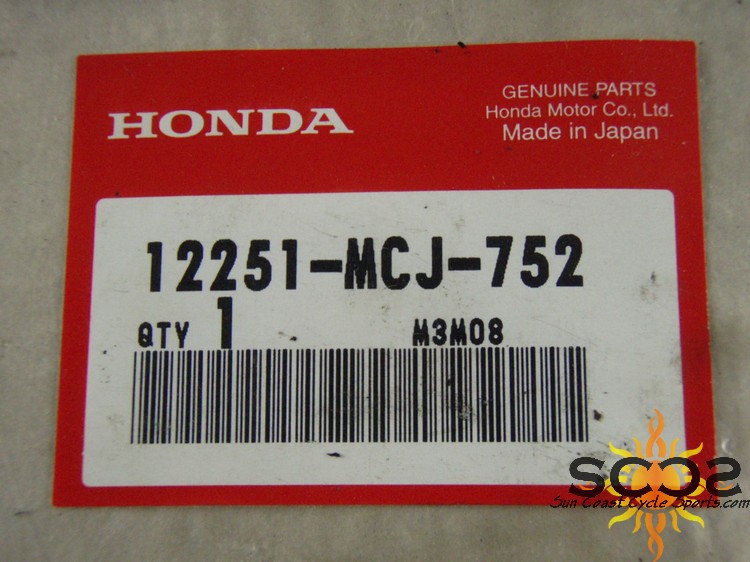 HONDA
GENUINE PARTS
Honda Motor Co., Ltd.
Made in Japan
12251-MCJ-752
QTY 1 M3M08
SCCS
Sun Coast Cycle Sports.com